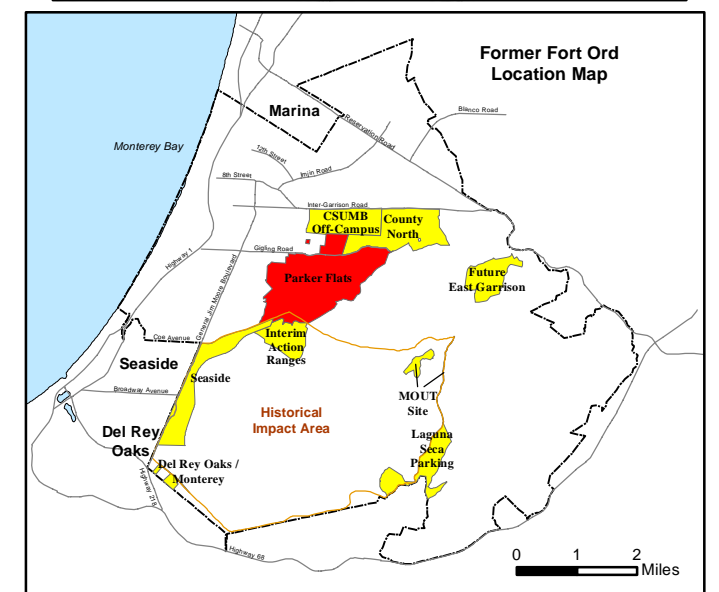 Former Fort Ord
Location Map
Marina
Blanco Road
Reservation Road
Monterey Bay
12th Street
Imjin Road
8th Street
Inter-Garrison Road
CSUMB
Off-Campus
County
North
Gigling Road
Highway 1
General Jim Moore Boulevard
Parker Flats
Future
East Garrison
Coe Avenue
Interim
Action
Ranges
Seaside
Seaside
Broadway Avenue
MOUT
Site
Historical
Impact Area
Del Rey
Oaks
Laguna
Seca
Parking
Del Rey Oaks /
Monterey
Highway 218
Highway 68
0 1 2
Miles